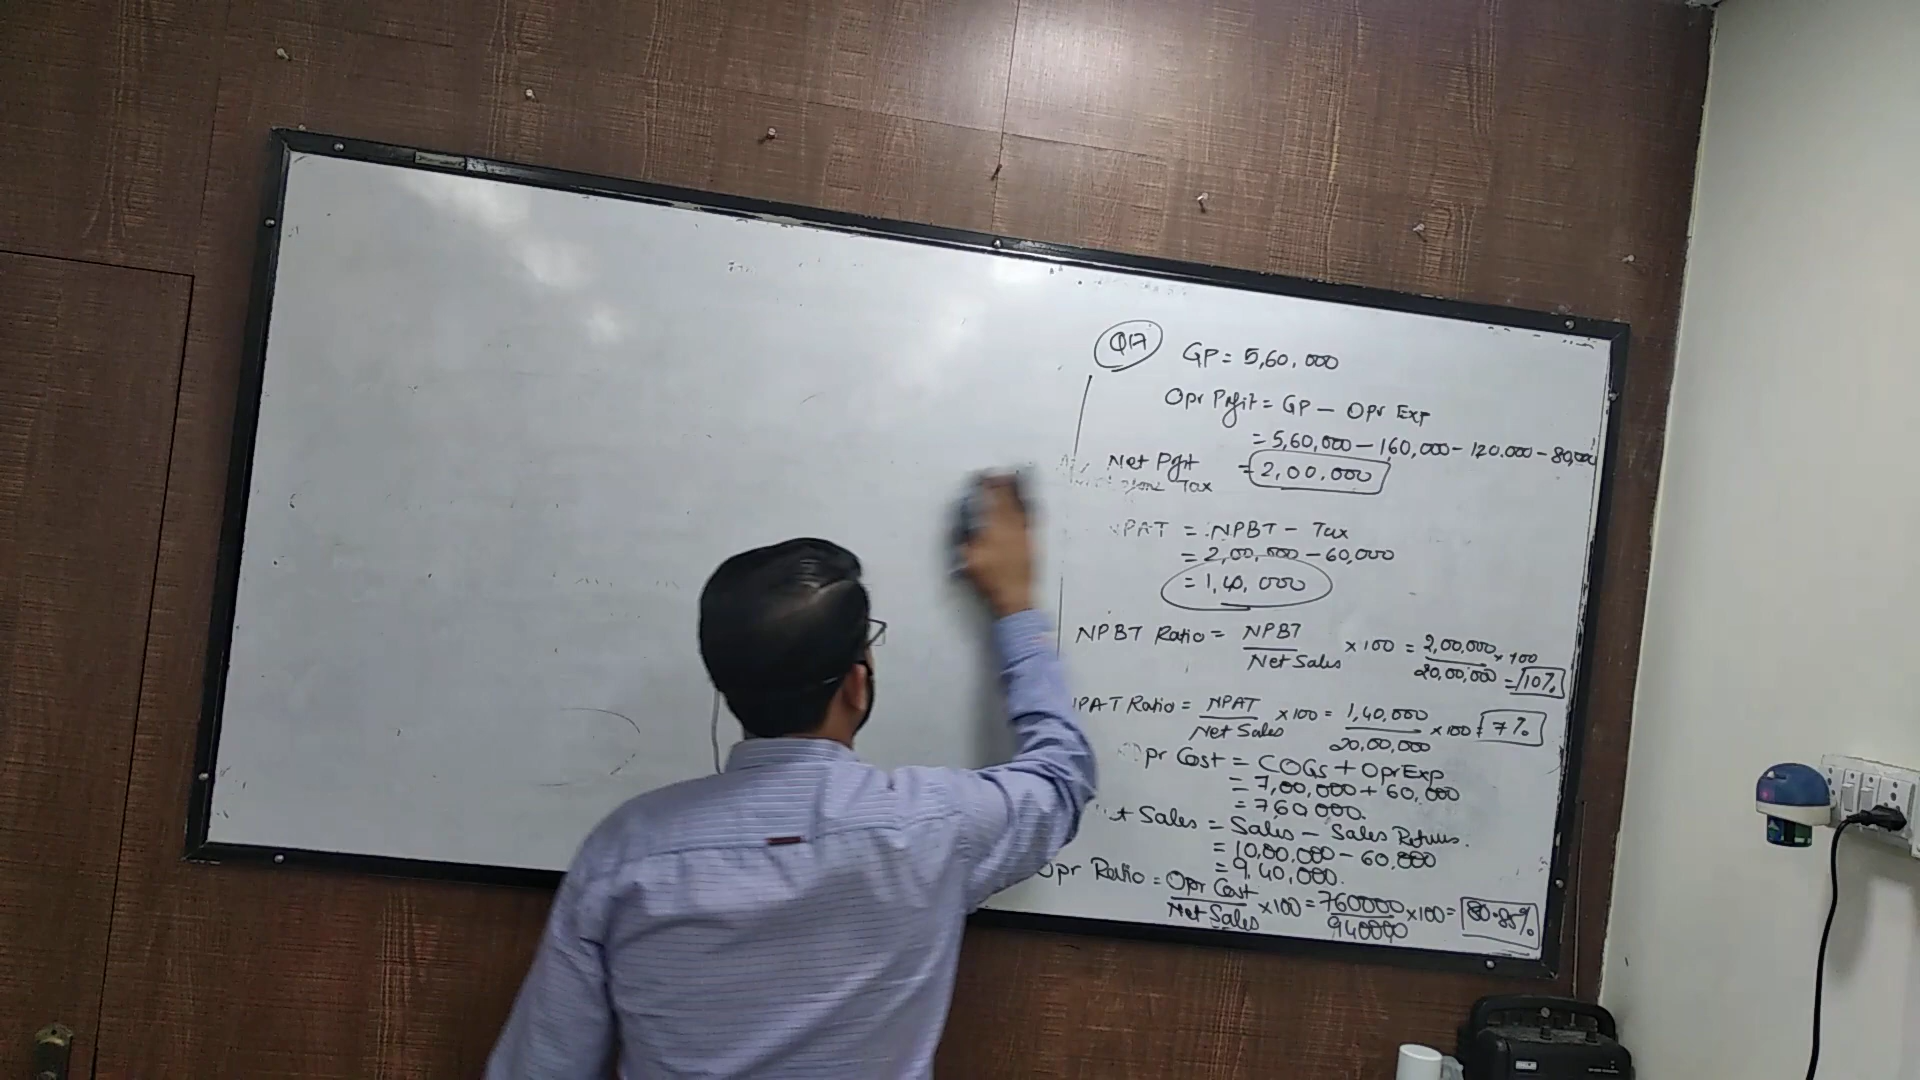 Q17 GP = 5,60,000
Opr Profit = GP - Opr Exp
= 5,60,000 - 160,000 - 120,000 - 80,000
Net Pft = 2,00,000
Tax
NPAT = NPBT - Tax
= 2,00,000 - 60,000
= 1,40,000
NPBT Ratio = NPBT / Net Sales × 100 = 2,00,000 / 20,00,000 × 100 = 10%
PAT Ratio = NPAT / Net Sales × 100 = 1,40,000 / 20,00,000 × 100 = 7%
Opr Cost = COGS + Opr Exp
= 7,00,000 + 60,000
= 760000.
t Sales = Sales - Sales Returns.
= 10,00,000 - 60,000
= 9,40,000.
Opr Ratio = Opr Cost / Net Sales × 100 = 760000 / 940000 × 100 = 80.85%